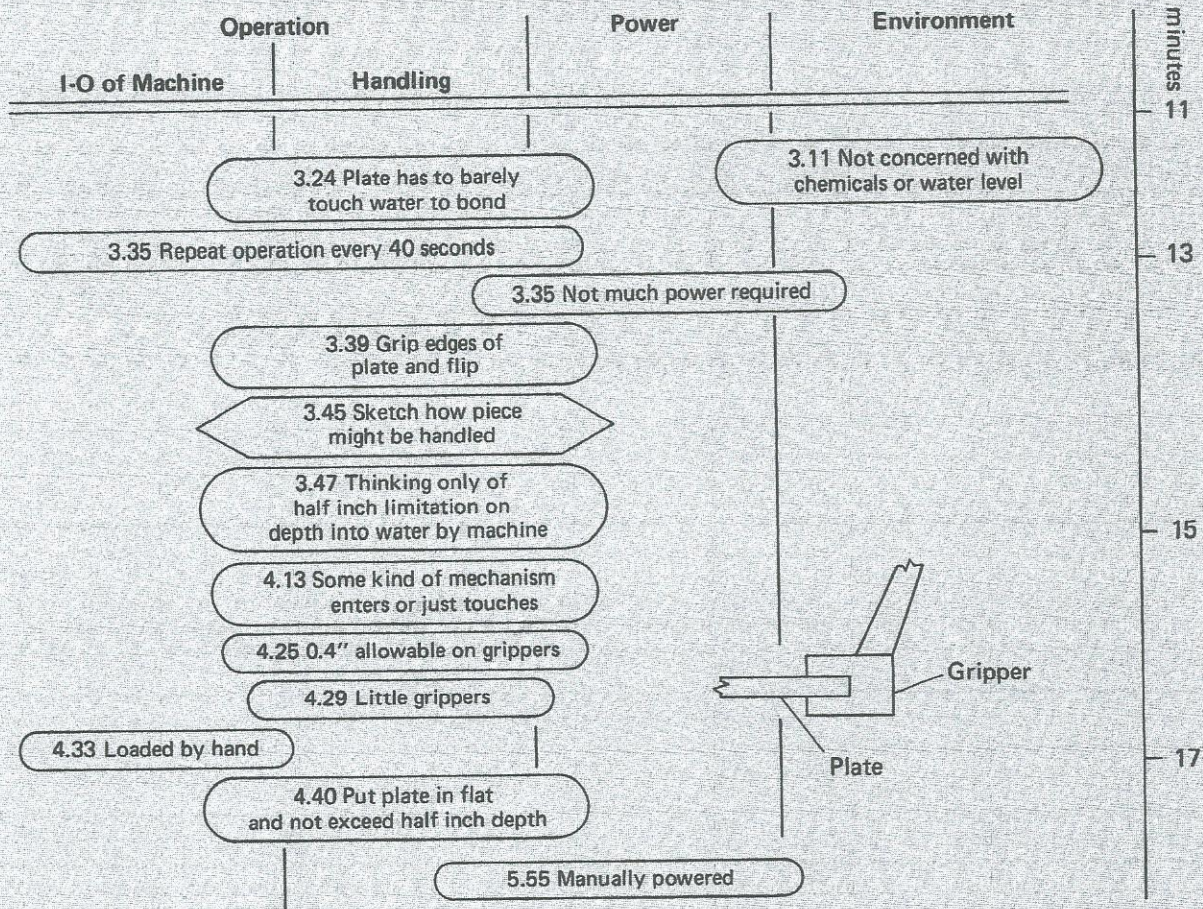 Operation
Power
Environment
I-O of Machine
Handling
minutes
11
3.24 Plate has to barely
touch water to bond
3.11 Not concerned with
chemicals or water level
3.35 Repeat operation every 40 seconds
13
3.35 Not much power required
3.39 Grip edges of
plate and flip
3.45 Sketch how piece
might be handled
3.47 Thinking only of
half inch limitation on
depth into water by machine
15
4.13 Some kind of mechanism
enters or just touches
4.25 0.4" allowable on grippers
4.29 Little grippers
Gripper
Plate
4.33 Loaded by hand
17
4.40 Put plate in flat
and not exceed half inch depth
5.55 Manually powered